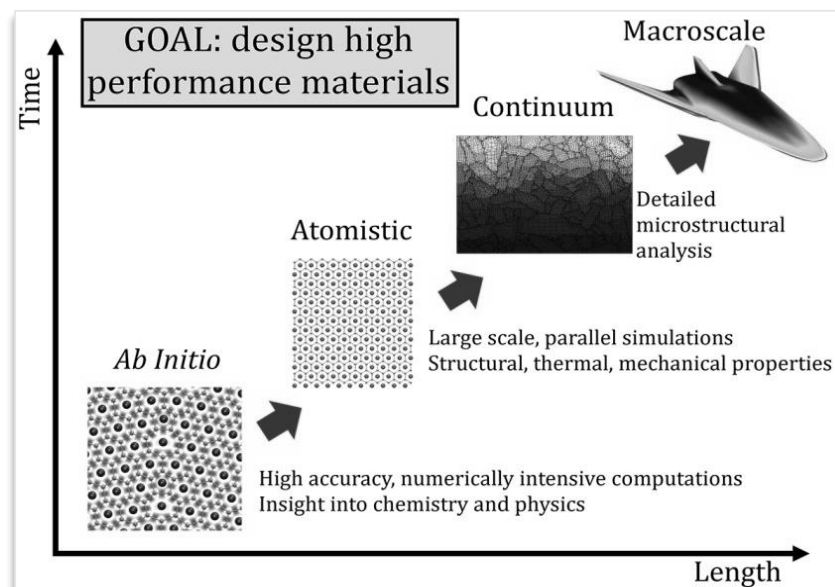 GOAL: design high
performance materials
Macroscale
Time
Continuum
Detailed
microstructural
analysis
Atomistic
Large scale, parallel simulations
Structural, thermal, mechanical properties
Ab Initio
High accuracy, numerically intensive computations
Insight into chemistry and physics
Length